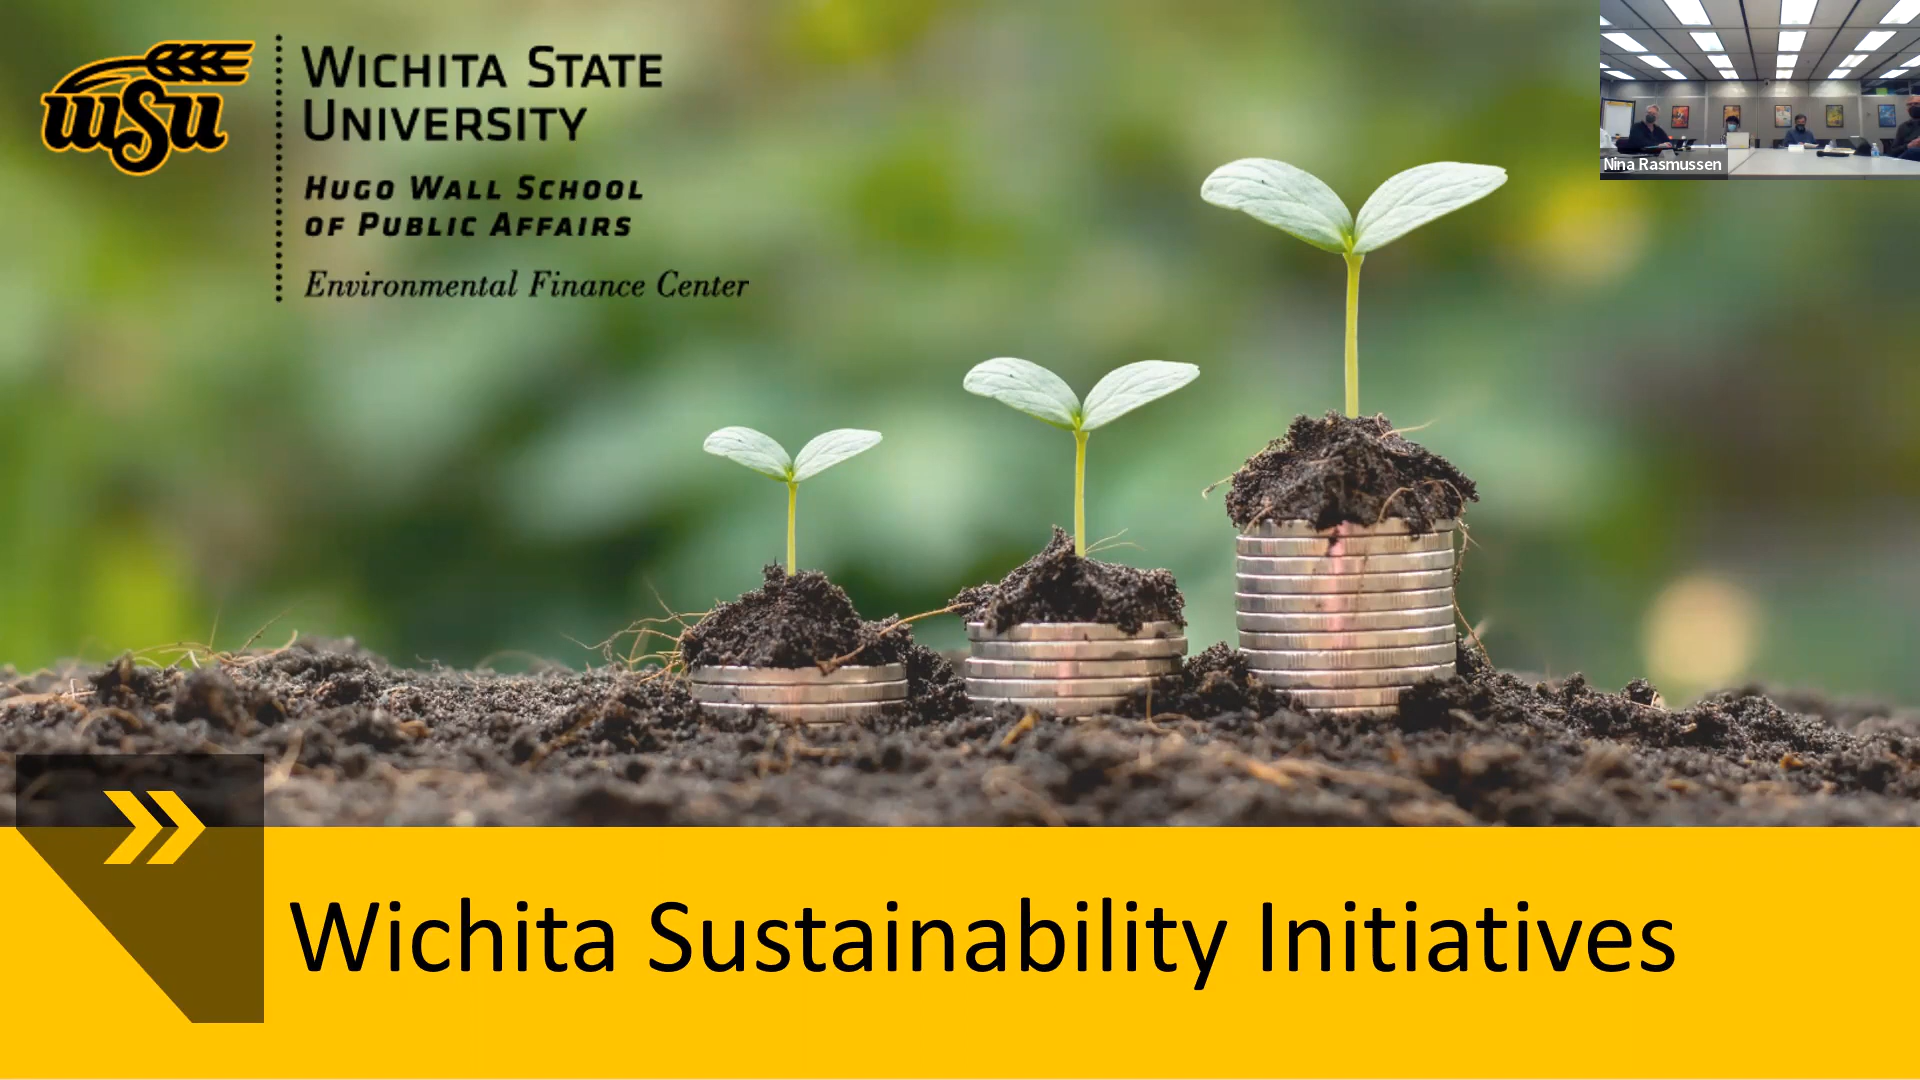 WSU
WICHITA STATE
UNIVERSITY
HUGO WALL SCHOOL
OF PUBLIC AFFAIRS
Environmental Finance Center
Nina Rasmussen
Wichita Sustainability Initiatives